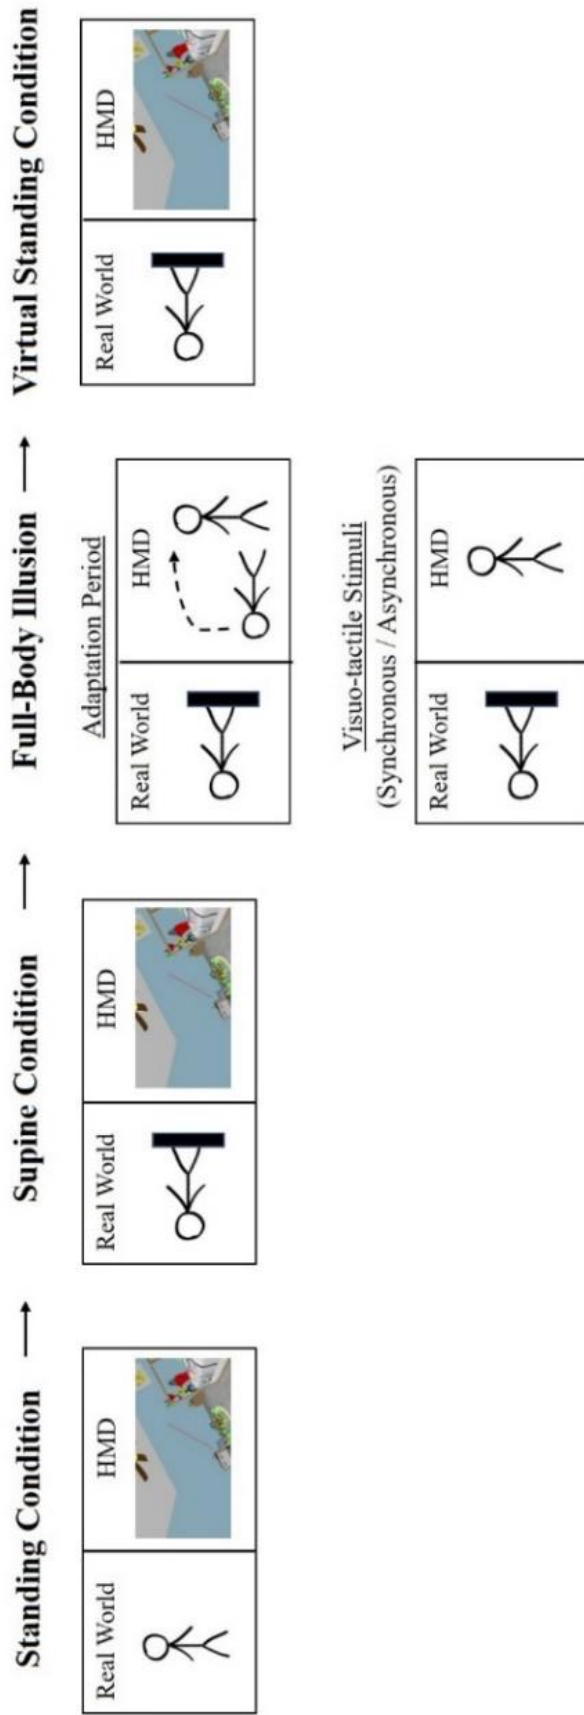 Standing Condition → Supine Condition → Full-Body Illusion → Virtual Standing Condition
Real World HMD
Real World HMD
Adaptation Period
Real World HMD
Visuo-tactile Stimuli
(Synchronous / Asynchronous)
Real World HMD
Real World HMD